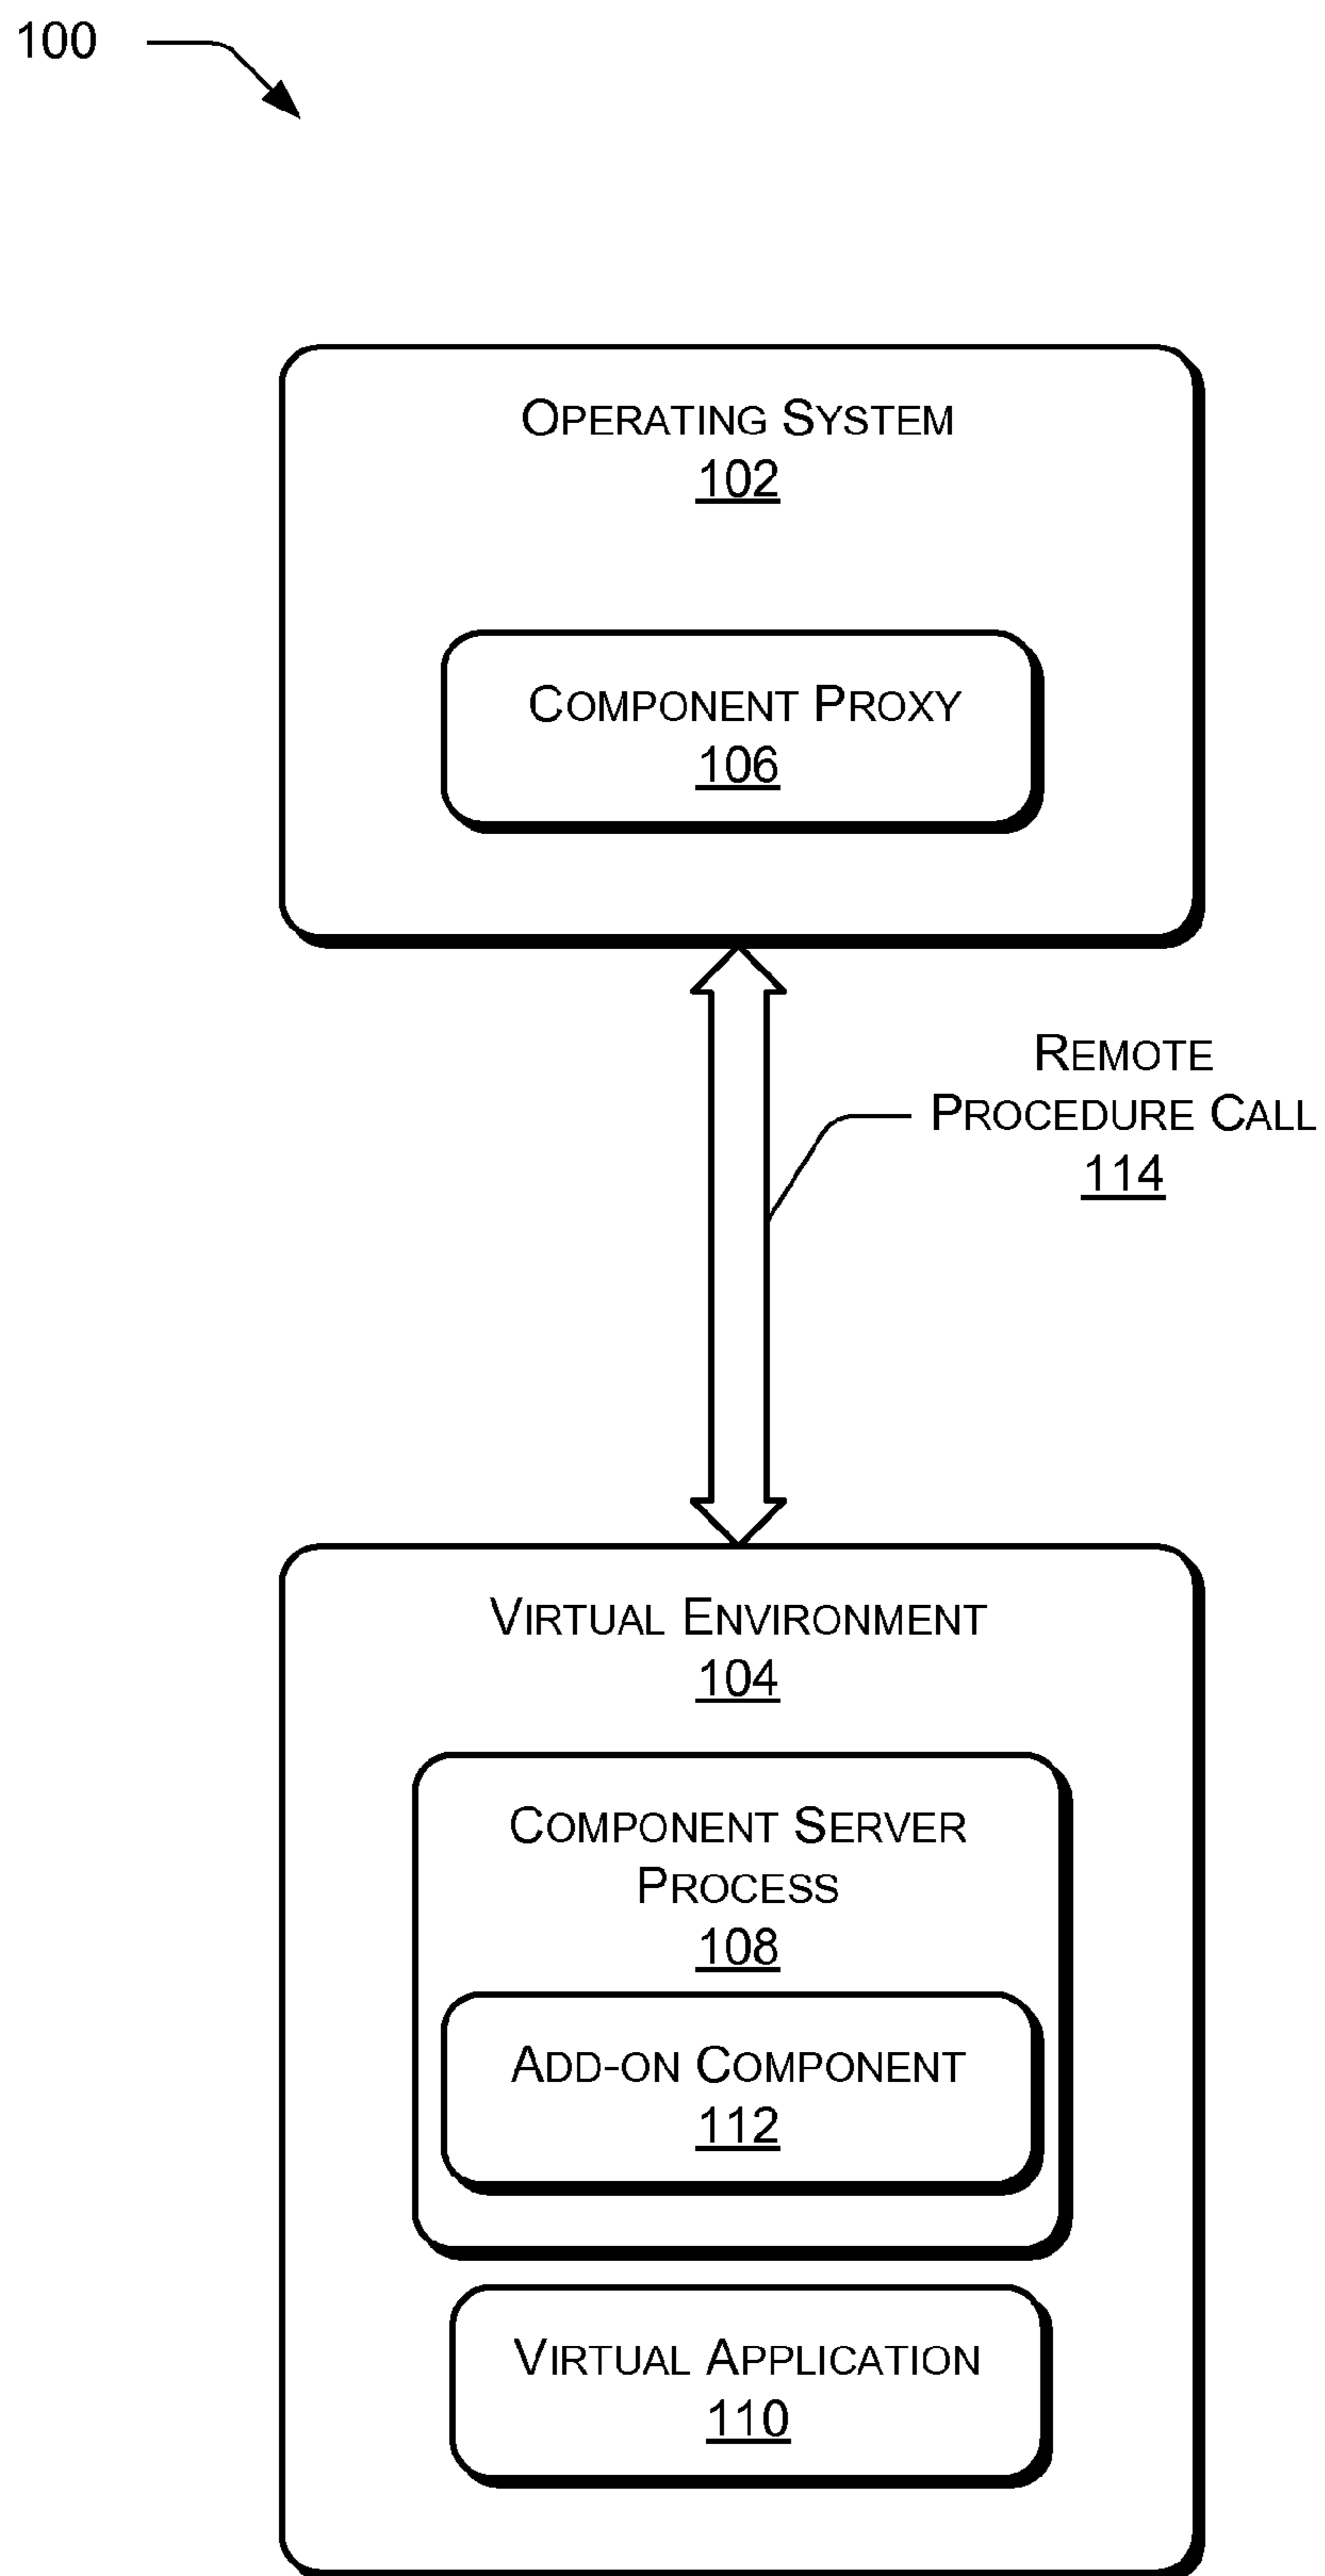 100
OPERATING SYSTEM
102
COMPONENT PROXY
106
REMOTE
PROCEDURE CALL
114
VIRTUAL ENVIRONMENT
104
COMPONENT SERVER
PROCESS
108
ADD-ON COMPONENT
112
VIRTUAL APPLICATION
110